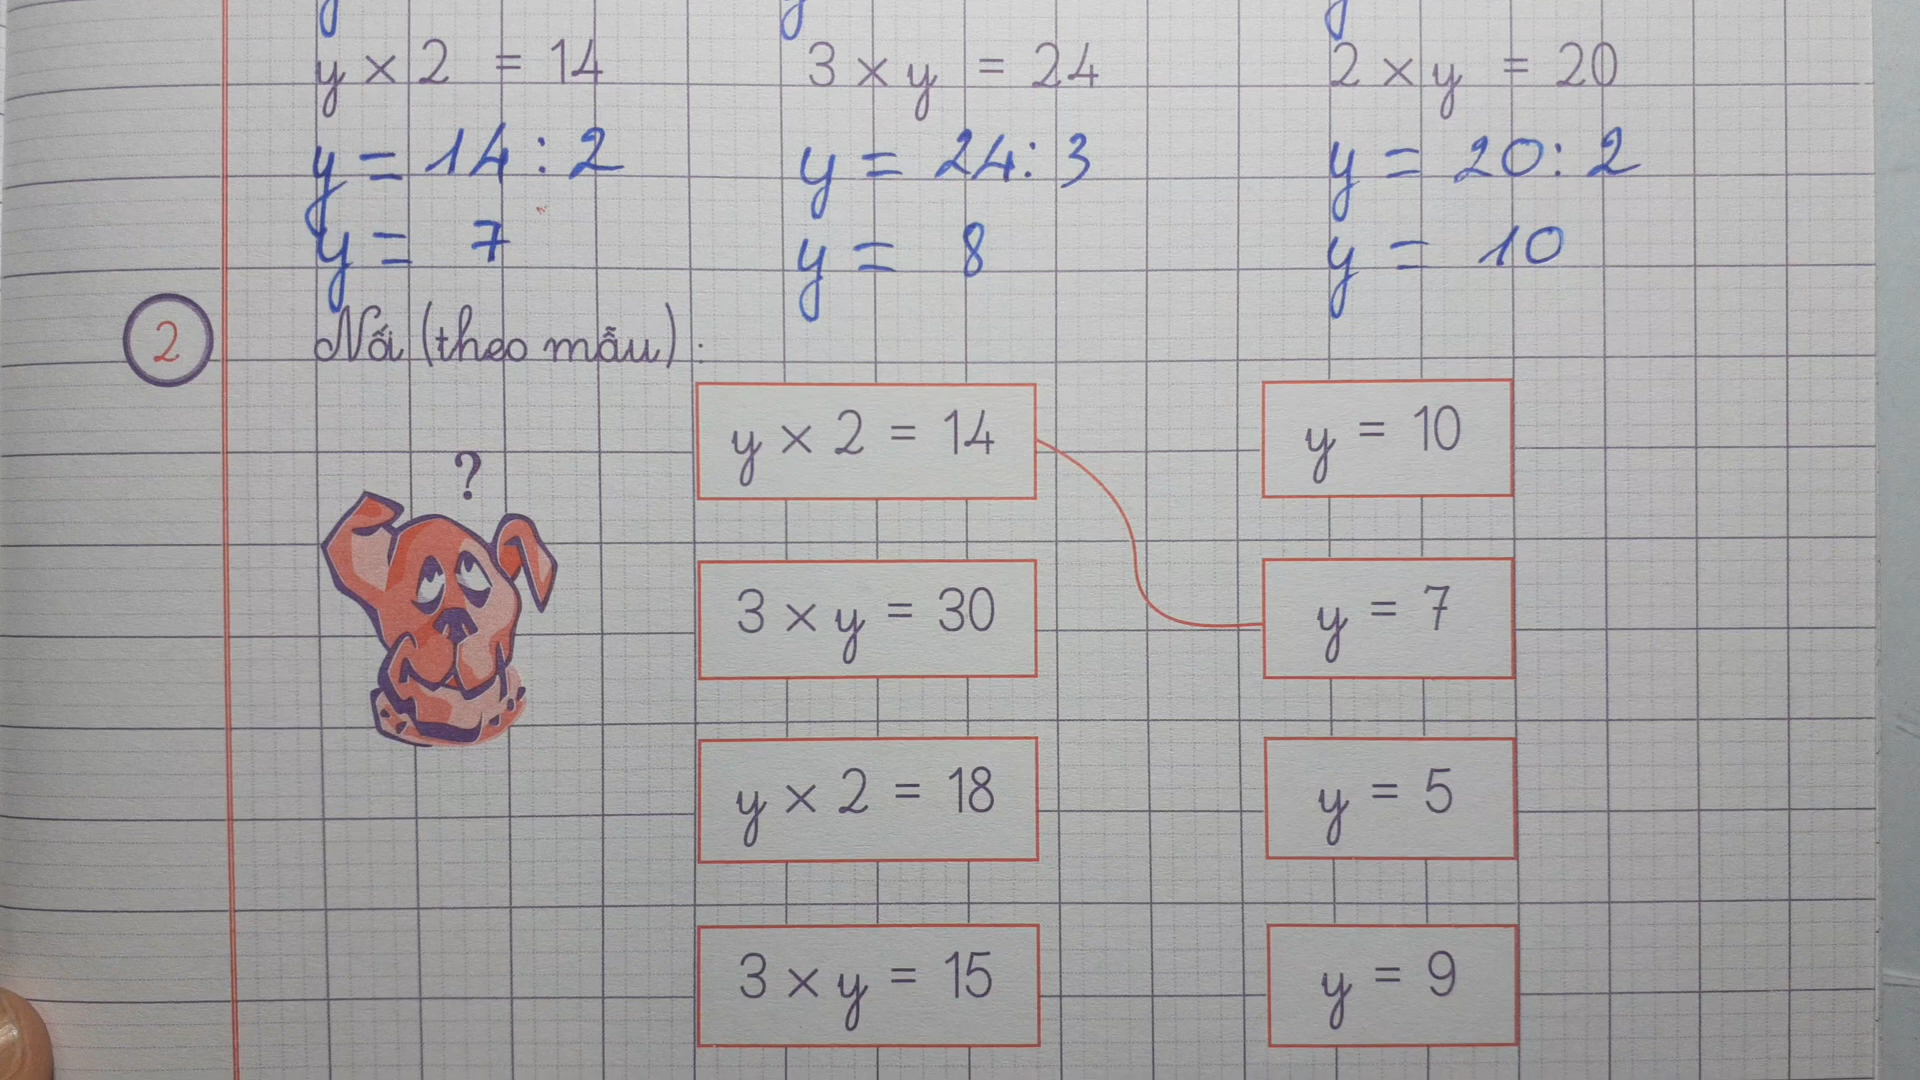 y × 2 = 14 3 × y = 24 2 × y = 20
y = 14 : 2 y = 24 : 3 y = 20 : 2
y = 7 y = 8 y = 10
2 Nối (theo mẫu) :
y × 2 = 14 y = 10
?
3 × y = 30 y = 7
y × 2 = 18 y = 5
3 × y = 15 y = 9